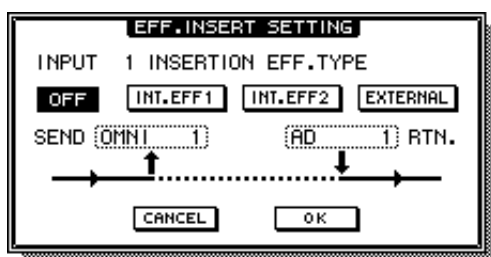 EFF.INSERT SETTING
INPUT 1 INSERTION EFF.TYPE
OFF INT.EFF1 INT.EFF2 EXTERNAL
SEND OMNI 1 AD 1 RTN.
CANCEL OK